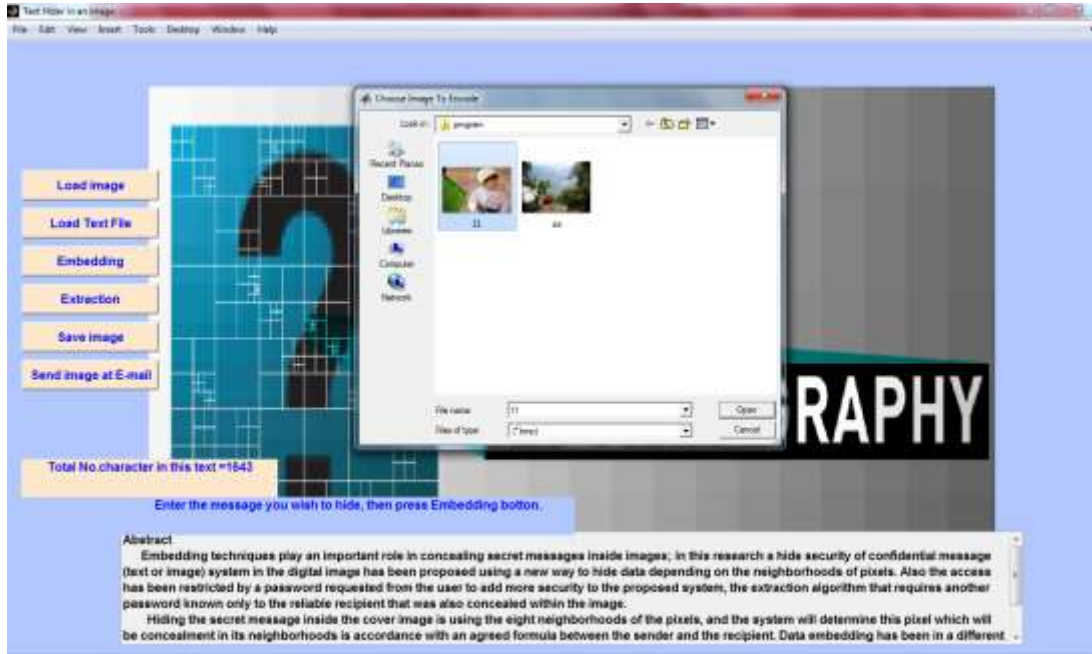 Text Hider in an image
File Edit View Insert Tools Desktop Window Help
Choose Image To Encode
Look in: program
Recent Places
Desktop
Libraries
Computer
Network
11
File name: 11 Open
Files of type: (*.bmp) Cancel
Load image
Load Text File
Embedding
Extraction
Save image
Send image at E-mail
RAPHY
Total No.character in this text =1643
Enter the message you wish to hide, then press Embedding botton.
Abstract
Embedding techniques play an important role in concealing secret messages inside images; in this research a hide security of confidential message
(text or image) system in the digital image has been proposed using a new way to hide data depending on the neighborhoods of pixels. Also the access
has been restricted by a password requested from the user to add more security to the proposed system, the extraction algorithm that requires another
password known only to the reliable recipient that was also concealed within the image.
Hiding the secret message inside the cover image is using the eight neighborhoods of the pixels, and the system will determine this pixel which will
be concealment in its neighborhoods is accordance with an agreed formula between the sender and the recipient. Data embedding has been in a different